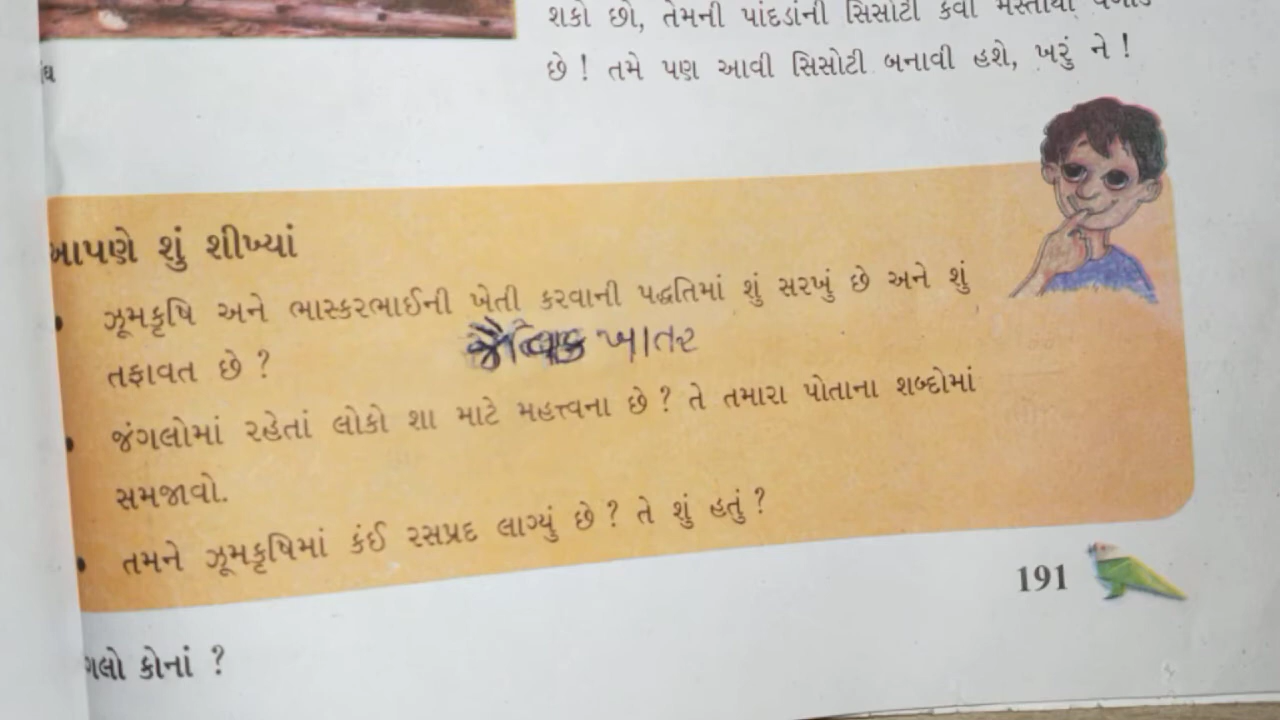 શકો છો, તેમની પાંદડાંની સિસોટી કેવી
છે ! તમે પણ આવી સિસોટી બનાવી હશે, ખરું ને !
આપણે શું શીખ્યાં
• ઝૂમકૃષિ અને ભાસ્કરભાઈની ખેતી કરવાની પદ્ધતિમાં શું સરખું છે અને શું
તફાવત છે ?
જૈવિક ખાતર
• જંગલોમાં રહેતાં લોકો શા માટે મહત્ત્વના છે ? તે તમારા પોતાના શબ્દોમાં
સમજાવો.
• તમને ઝૂમકૃષિમાં કંઈ રસપ્રદ લાગ્યું છે ? તે શું હતું ?
191
ગલો કોનાં ?